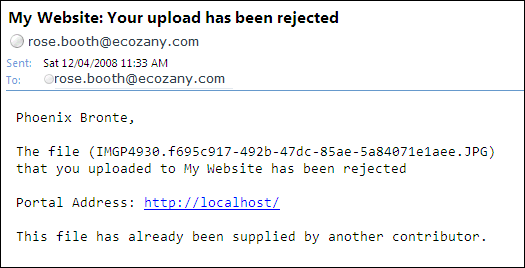 My Website: Your upload has been rejected
rose.booth@ecozany.com
Sent: Sat 12/04/2008 11:33 AM
To: rose.booth@ecozany.com
Phoenix Bronte,
The file (IMGP4930.f695c917-492b-47dc-85ae-5a84071e1aee.JPG)
that you uploaded to My Website has been rejected
Portal Address: http://localhost/
This file has already been supplied by another contributor.